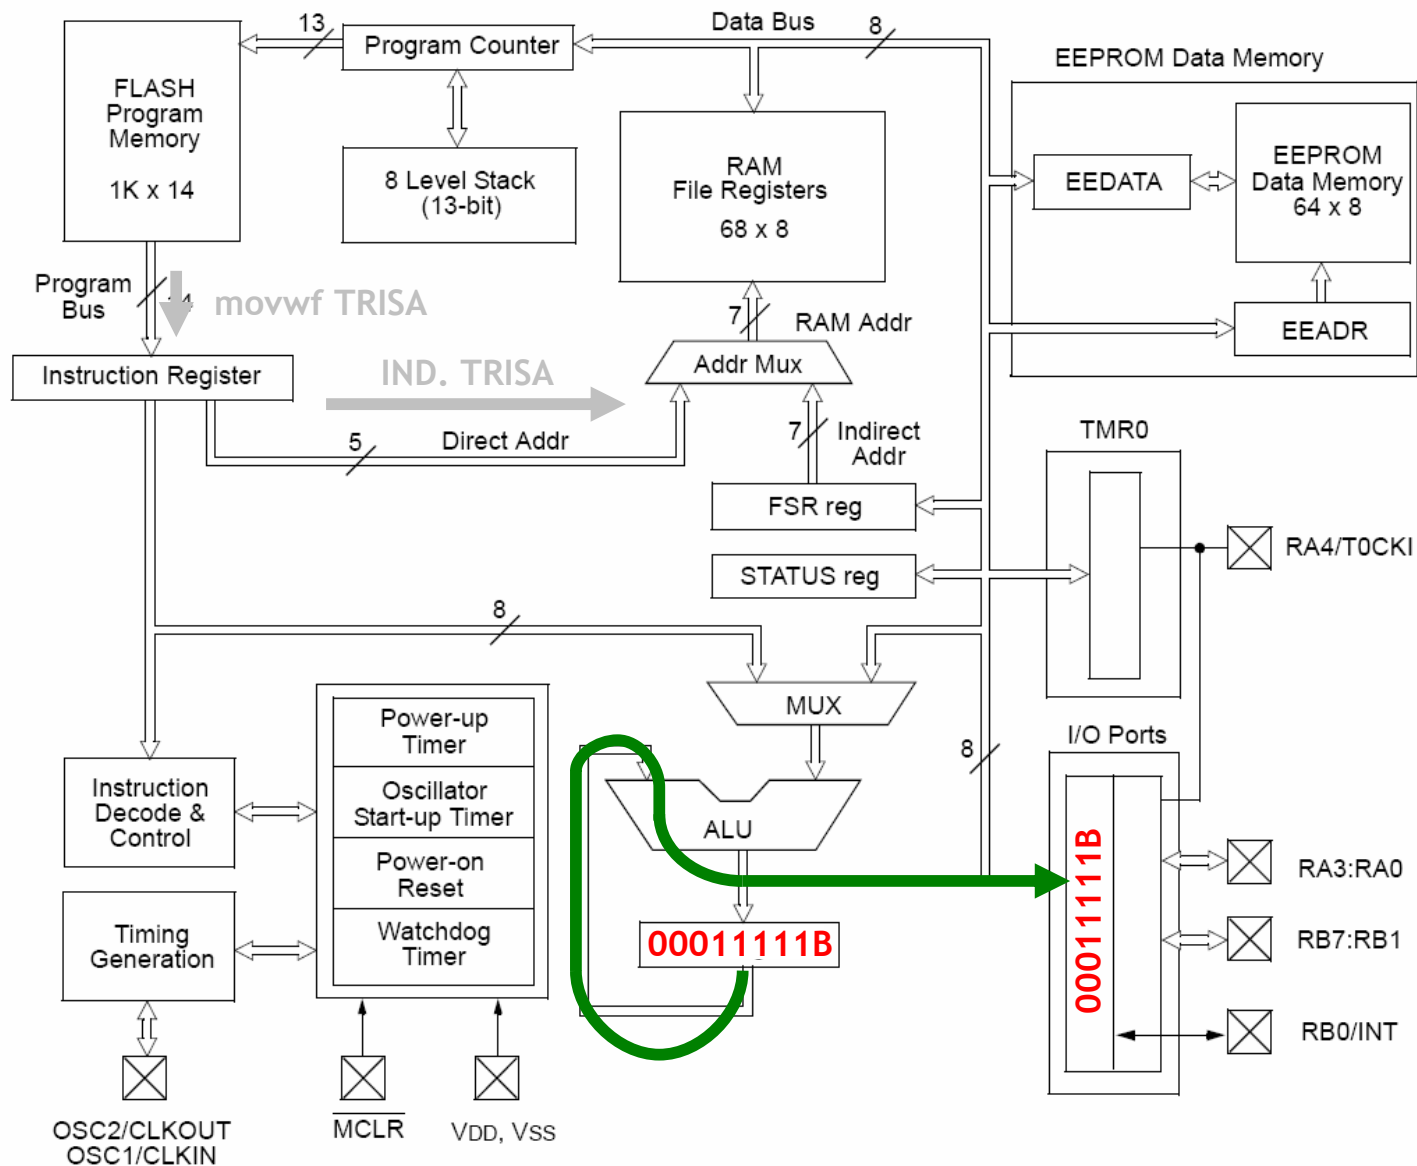 13
Program Counter
Data Bus
8
EEPROM Data Memory
FLASH
Program
Memory
1K x 14
8 Level Stack
(13-bit)
RAM
File Registers
68 x 8
EEDATA
EEPROM
Data Memory
64 x 8
EEADR
Program
Bus
movwf TRISA
7
RAM Addr
Instruction Register
IND. TRISA
Addr Mux
5
Direct Addr
7
Indirect
Addr
TMR0
FSR reg
STATUS reg
RA4/T0CKI
8
MUX
8
I/O Ports
Power-up
Timer
Oscillator
Start-up Timer
Power-on
Reset
Watchdog
Timer
Instruction
Decode &
Control
Timing
Generation
ALU
00011111B
00011111B
RA3:RA0
RB7:RB1
RB0/INT
OSC2/CLKOUT
OSC1/CLKIN
MCLR
VDD, VSS